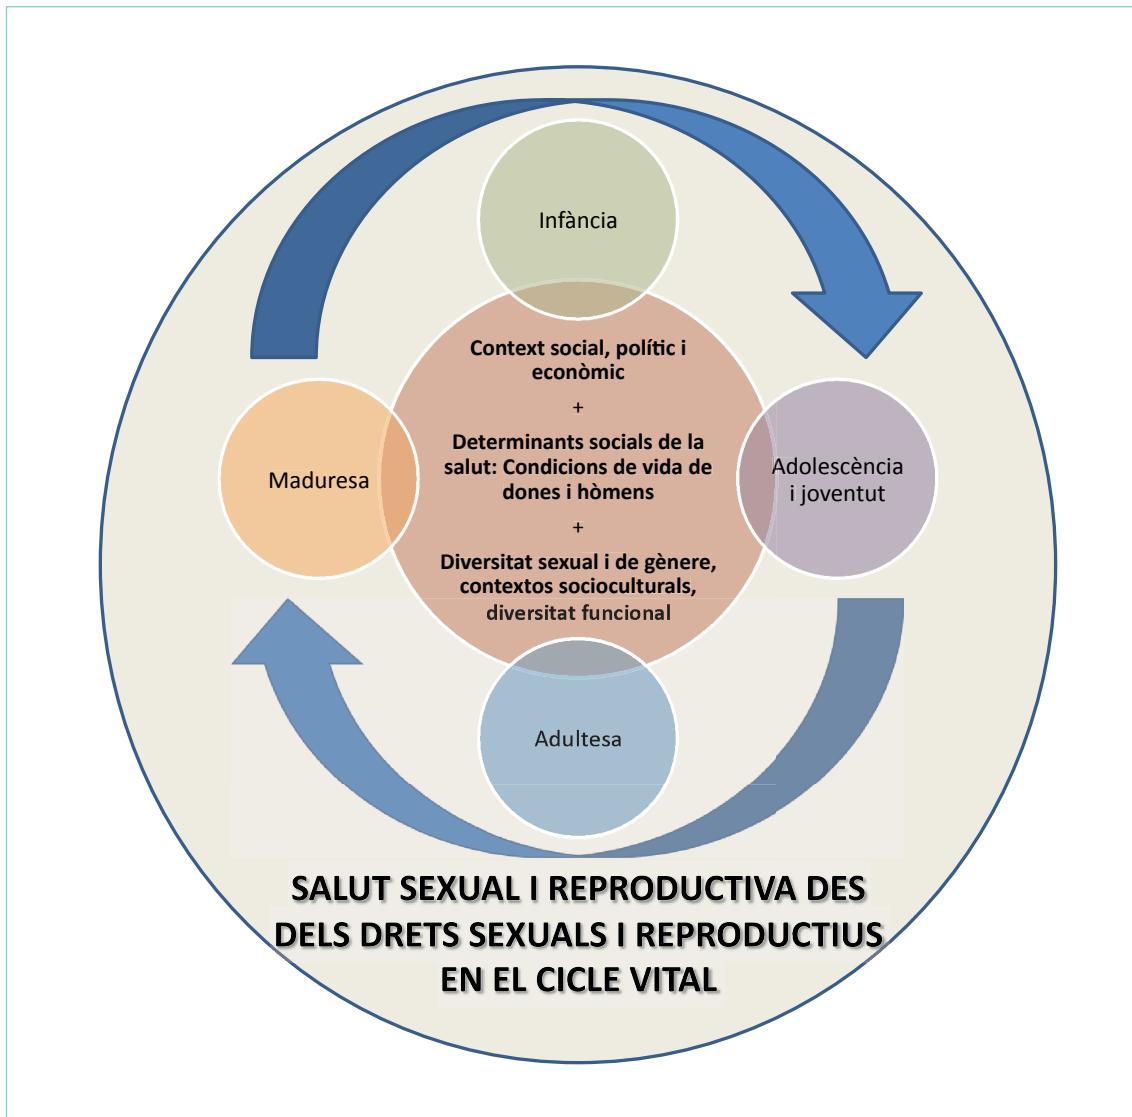 Infància
Context social, polític i
econòmic
+
Determinants socials de la
salut: Condicions de vida de
dones i hòmens
+
Diversitat sexual i de gènere,
contextos socioculturals,
diversitat funcional
Maduresa
Adolescència
i joventut
Adultesa
SALUT SEXUAL I REPRODUCTIVA DES
DELS DRETS SEXUALS I REPRODUCTIUS
EN EL CICLE VITAL